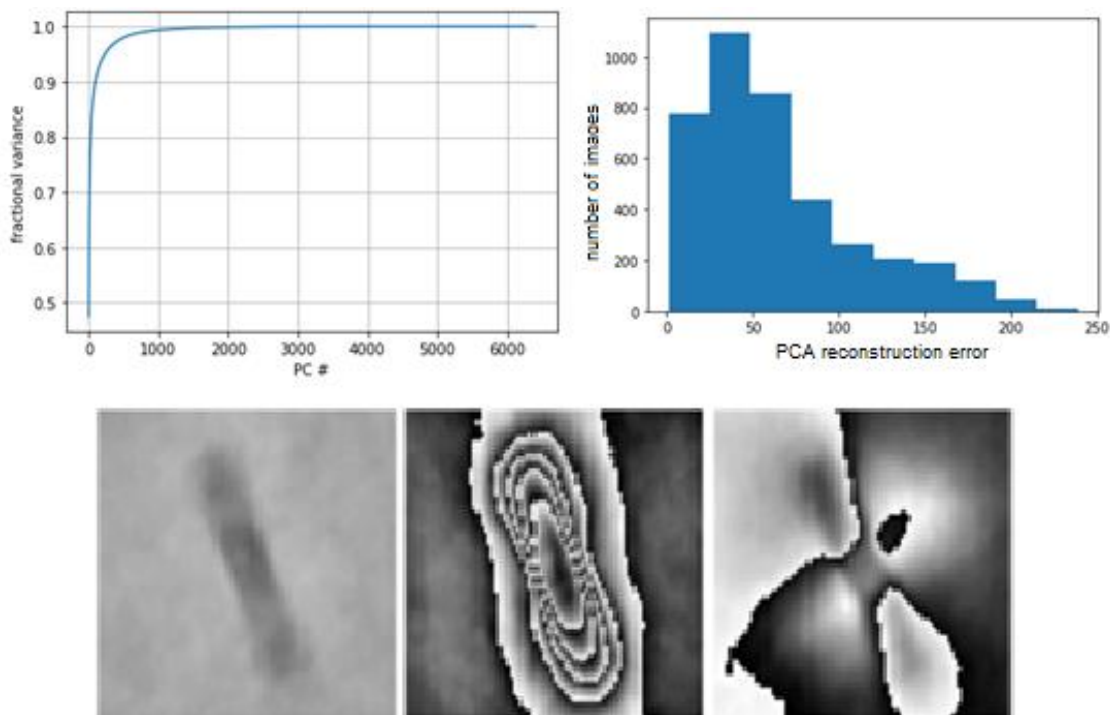 1.0
0.9
0.8
0.7
0.6
0.5
fractional variance
0 1000 2000 3000 4000 5000 6000
PC #
1000
800
600
400
200
0
number of images
0 50 100 150 200 250
PCA reconstruction error